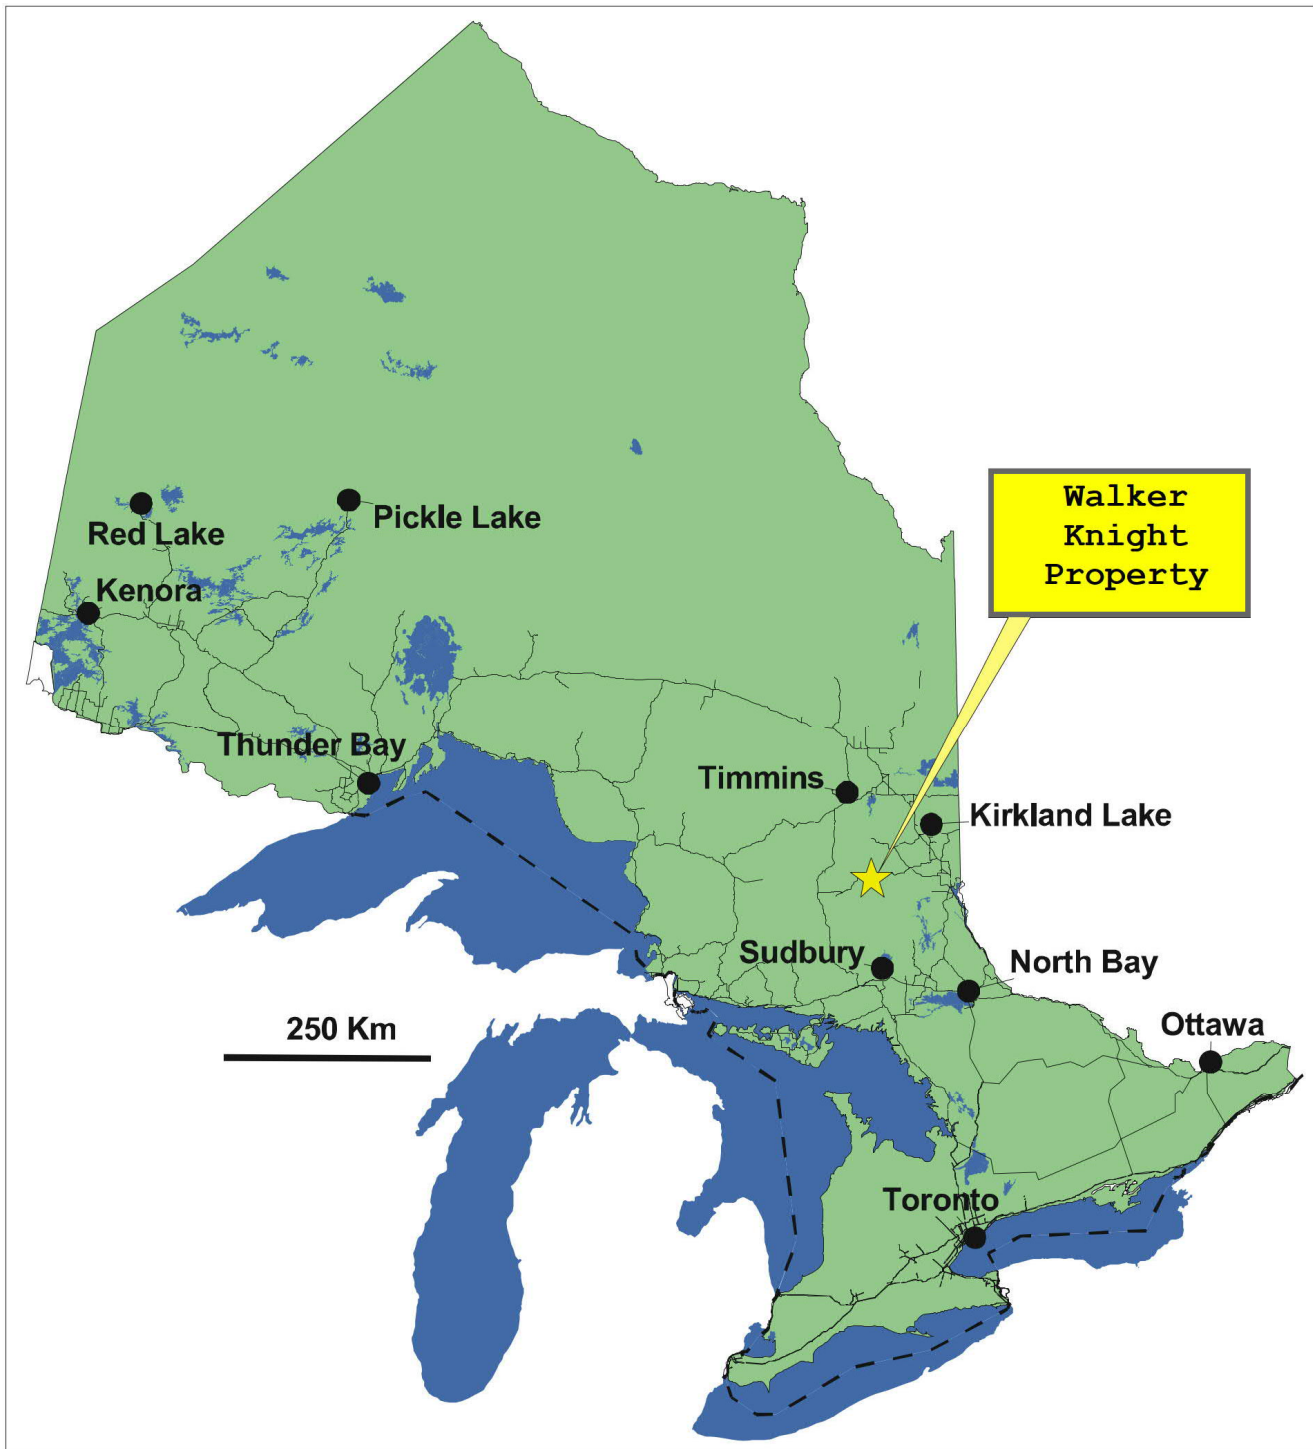 Walker
Knight
Property
Pickle Lake
Red Lake
Kenora
Thunder Bay
Timmins
Kirkland Lake
Sudbury
North Bay
250 Km
Ottawa
Toronto